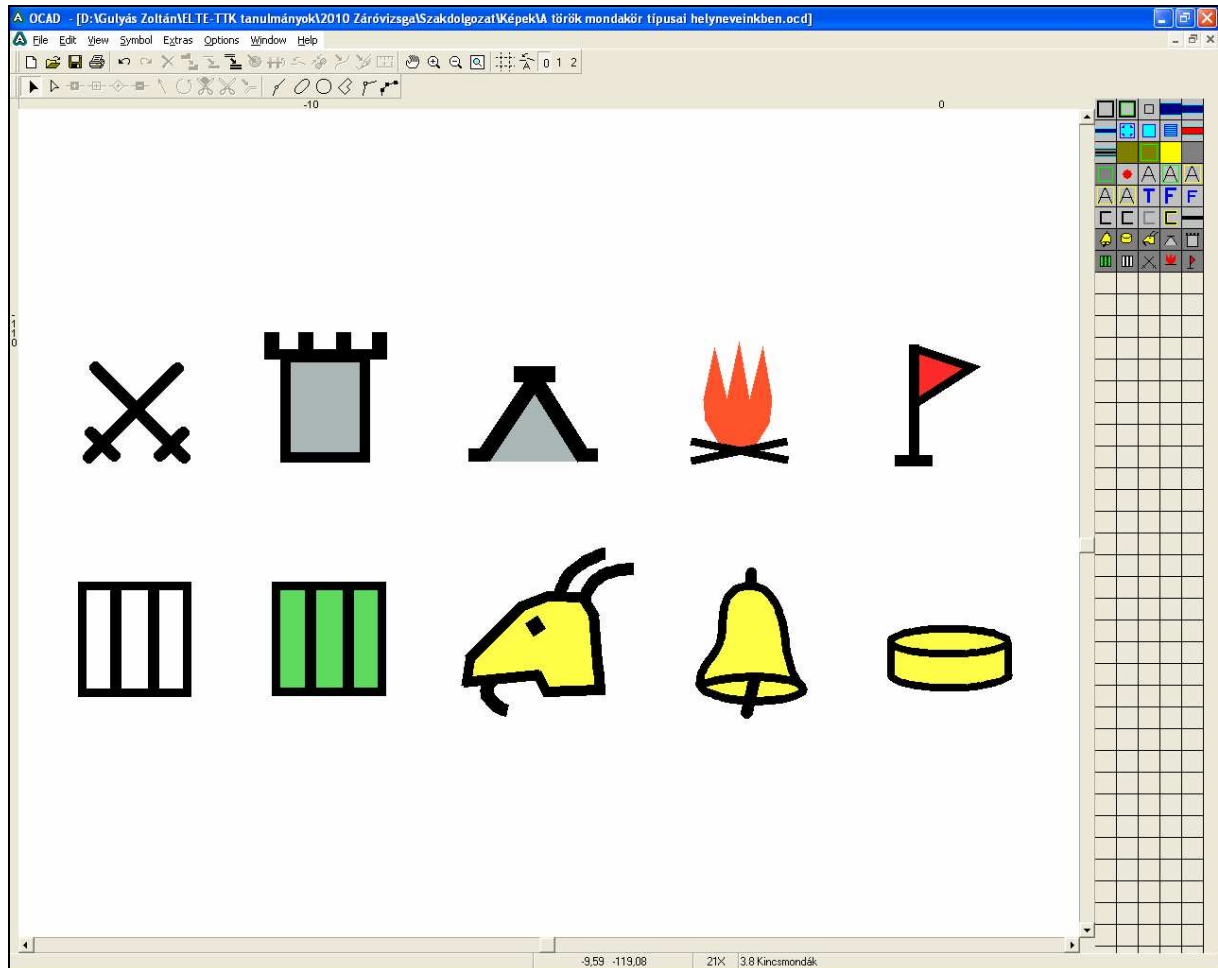 OCAD - [D:\Gulyás Zoltán\ELTE-TTK tanulmányok\2010 Záróvizsga\Szakdolgozat\Képek\A török mondakör típusai helyneveinkben.ocd]
File Edit View Symbol Extras Options Window Help
0 1 2
-10 0
-110
A A A
A A T F F
-9,59 -119,08 21X 3.8 Kincsmondák